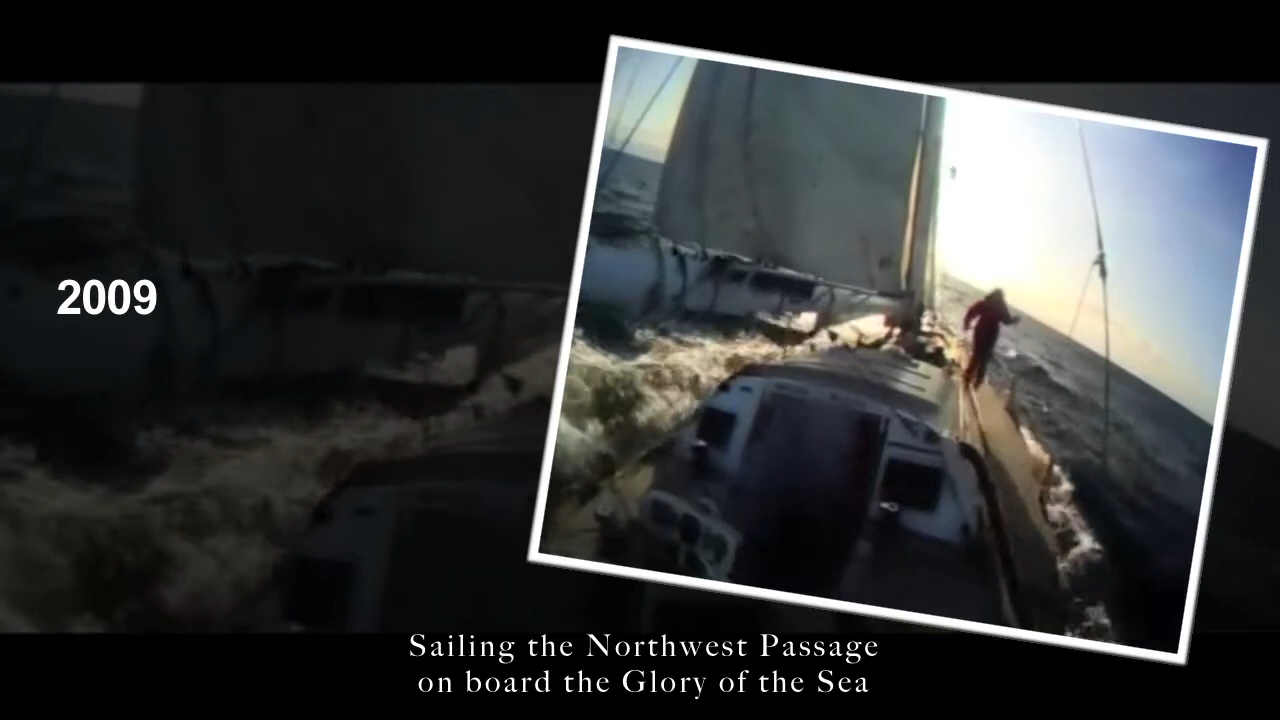 2009
Sailing the Northwest Passage
on board the Glory of the Sea